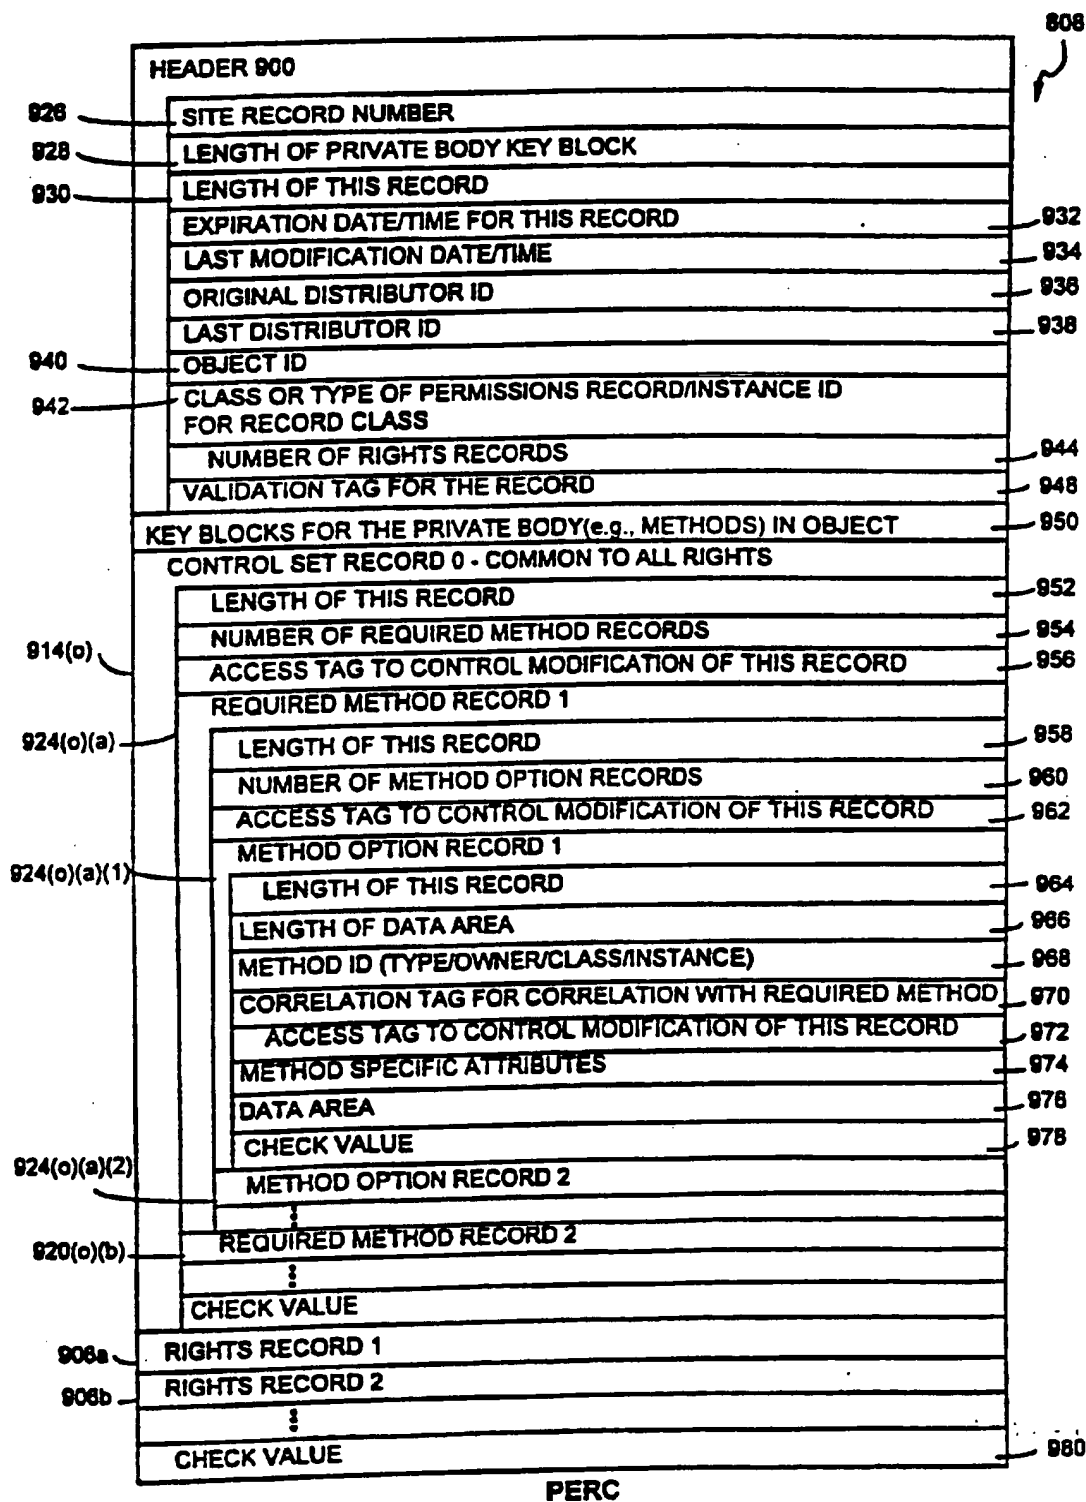 808
HEADER 900
926 SITE RECORD NUMBER
928 LENGTH OF PRIVATE BODY KEY BLOCK
930 LENGTH OF THIS RECORD
EXPIRATION DATE/TIME FOR THIS RECORD 932
LAST MODIFICATION DATE/TIME 934
ORIGINAL DISTRIBUTOR ID 936
LAST DISTRIBUTOR ID 938
940 OBJECT ID
942 CLASS OR TYPE OF PERMISSIONS RECORD/INSTANCE ID
FOR RECORD CLASS
NUMBER OF RIGHTS RECORDS 944
VALIDATION TAG FOR THE RECORD 948
KEY BLOCKS FOR THE PRIVATE BODY(e.g., METHODS) IN OBJECT 950
CONTROL SET RECORD 0 - COMMON TO ALL RIGHTS
LENGTH OF THIS RECORD 952
NUMBER OF REQUIRED METHOD RECORDS 954
914(o) ACCESS TAG TO CONTROL MODIFICATION OF THIS RECORD 956
REQUIRED METHOD RECORD 1
924(o)(a) LENGTH OF THIS RECORD 958
NUMBER OF METHOD OPTION RECORDS 960
ACCESS TAG TO CONTROL MODIFICATION OF THIS RECORD 962
METHOD OPTION RECORD 1
924(o)(a)(1) LENGTH OF THIS RECORD 964
LENGTH OF DATA AREA 966
METHOD ID (TYPE/OWNER/CLASS/INSTANCE) 968
CORRELATION TAG FOR CORRELATION WITH REQUIRED METHOD 970
ACCESS TAG TO CONTROL MODIFICATION OF THIS RECORD 972
METHOD SPECIFIC ATTRIBUTES 974
DATA AREA 976
CHECK VALUE 978
924(o)(a)(2) METHOD OPTION RECORD 2
920(o)(b) REQUIRED METHOD RECORD 2
CHECK VALUE
906a RIGHTS RECORD 1
906b RIGHTS RECORD 2
CHECK VALUE 980
PERC